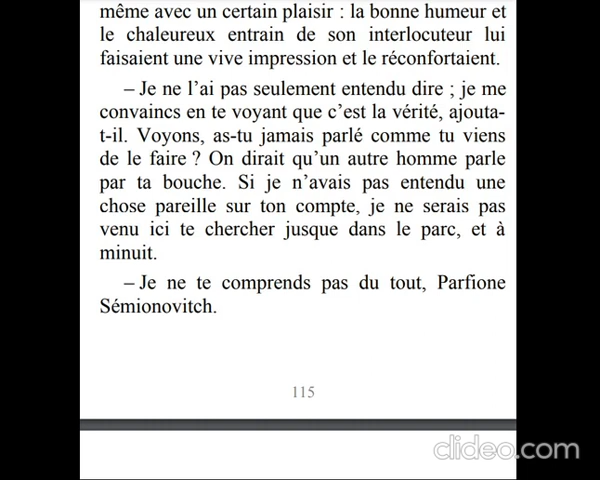 même avec un certain plaisir : la bonne humeur et
le chaleureux entrain de son interlocuteur lui
faisaient une vive impression et le réconfortaient.
– Je ne l’ai pas seulement entendu dire ; je me
convaincs en te voyant que c’est la vérité, ajouta-
t-il. Voyons, as-tu jamais parlé comme tu viens
de le faire ? On dirait qu’un autre homme parle
par ta bouche. Si je n’avais pas entendu une
chose pareille sur ton compte, je ne serais pas
venu ici te chercher jusque dans le parc, et à
minuit.
– Je ne te comprends pas du tout, Parfione
Sémionovitch.
115
clideo.com